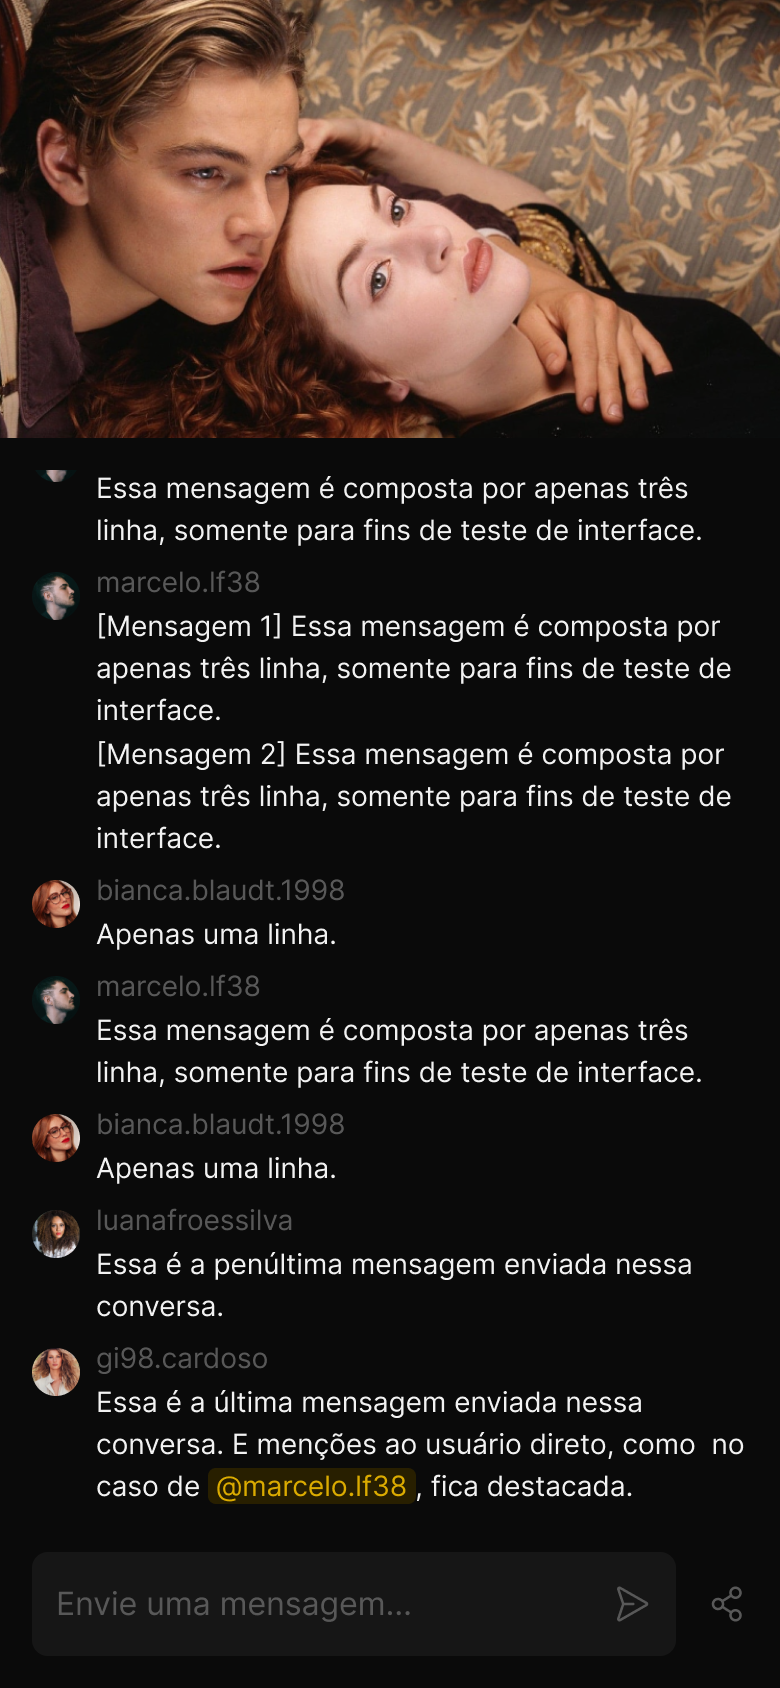 Essa mensagem é composta por apenas três
linha, somente para fins de teste de interface.
marcelo.lf38
[Mensagem 1] Essa mensagem é composta por
apenas três linha, somente para fins de teste de
interface.
[Mensagem 2] Essa mensagem é composta por
apenas três linha, somente para fins de teste de
interface.
bianca.blaudt.1998
Apenas uma linha.
marcelo.lf38
Essa mensagem é composta por apenas três
linha, somente para fins de teste de interface.
bianca.blaudt.1998
Apenas uma linha.
luanafroessilva
Essa é a penúltima mensagem enviada nessa
conversa.
gi98.cardoso
Essa é a última mensagem enviada nessa
conversa. E menções ao usuário direto, como  no
caso de @marcelo.lf38, fica destacada.
Envie uma mensagem...